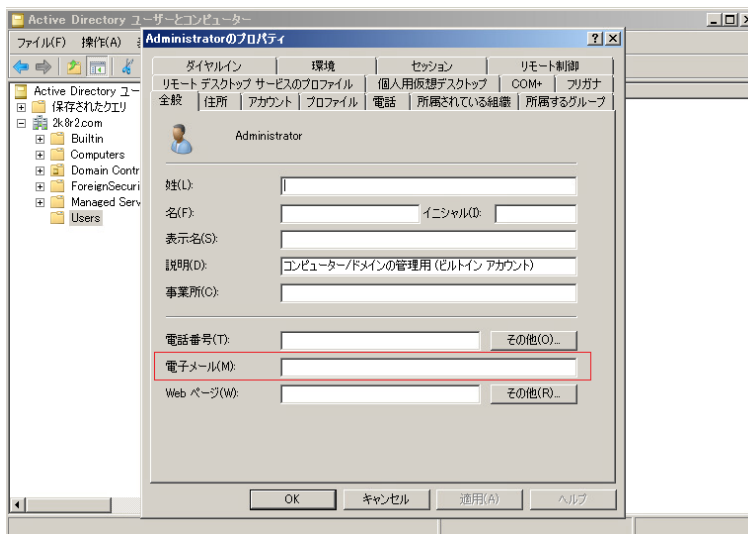 Active Directory ユーザーとコンピューター
ファイル(F) 操作(A)
Active Directory ユー
保存されたクエリ
2k8r2.com
Builtin
Computers
Domain Contr
ForeignSecuri
Managed Serv
Users
Administratorのプロパティ
ダイヤルイン 環境 セッション リモート制御
リモート デスクトップ サービスのプロファイル 個人用仮想デスクトップ COM+ フリガナ
全般 住所 アカウント プロファイル 電話 所属されている組織 所属するグループ
Administrator
姓(L):
名(F): イニシャル(I):
表示名(S):
説明(D): コンピューター/ドメインの管理用 (ビルトイン アカウント)
事業所(C):
電話番号(T): その他(O)...
電子メール(M):
Web ページ(W): その他(R)...
OK キャンセル 適用(A) ヘルプ